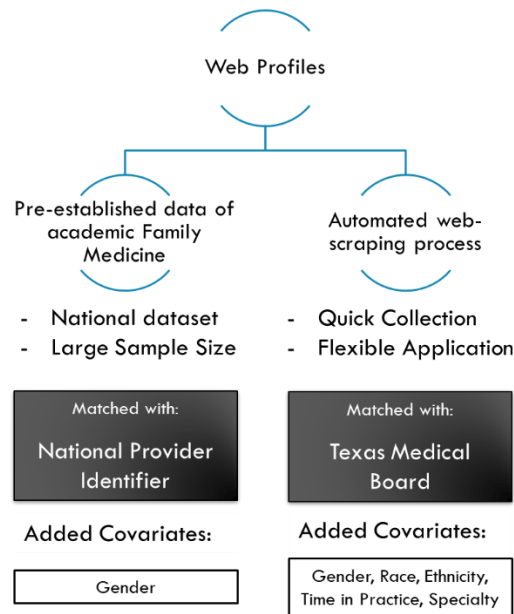 Web Profiles
Pre-established data of
academic Family
Medicine
- National dataset
- Large Sample Size
Matched with:
National Provider
Identifier
Added Covariates:
Gender
Automated web-
scraping process
- Quick Collection
- Flexible Application
Matched with:
Texas Medical
Board
Added Covariates:
Gender, Race, Ethnicity,
Time in Practice, Specialty